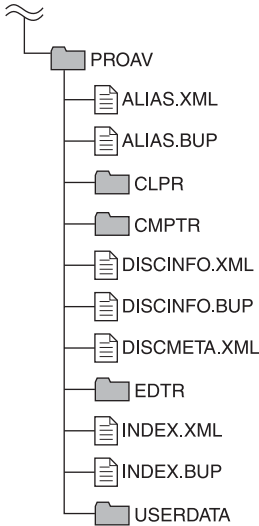 PROAV
ALIAS.XML
ALIAS.BUP
CLPR
CMPTR
DISCINFO.XML
DISCINFO.BUP
DISCMETA.XML
EDTR
INDEX.XML
INDEX.BUP
USERDATA